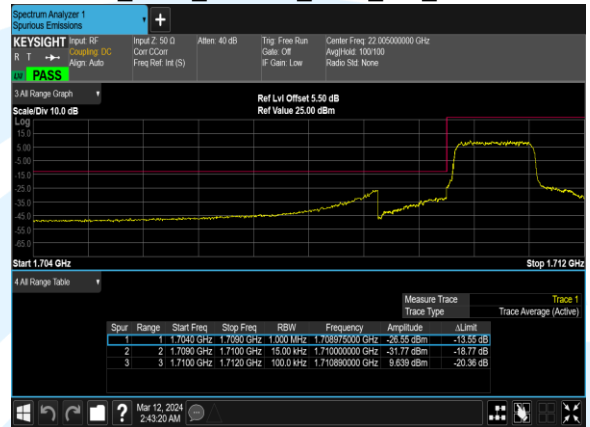 Spectrum Analyzer 1
Spurious Emissions
+
KEYSIGHT Input: RF Input Z: 50 Ω Atten: 40 dB Trig: Free Run Center Freq: 22.005000000 GHz
R T Coupling: DC Corr CCorr Gate: Off Avg|Hold: 100/100
Align: Auto Freq Ref: Int (S) IF Gain: Low Radio Std: None
LXI PASS
3 All Range Graph
Ref Lvl Offset 5.50 dB
Scale/Div 10.0 dB Ref Value 25.00 dBm
Log
15.0
5.00
-5.00
-15.0
-25.0
-35.0
-45.0
-55.0
-65.0
Start 1.704 GHz Stop 1.712 GHz
4 All Range Table
Measure Trace Trace 1
Trace Type Trace Average (Active)
Spur Range Start Freq Stop Freq RBW Frequency Amplitude ΔLimit
1 1 1.7040 GHz 1.7090 GHz 1.000 MHz 1.708975000 GHz -26.55 dBm -13.55 dB
2 2 1.7090 GHz 1.7100 GHz 15.00 kHz 1.710000000 GHz -31.77 dBm -18.77 dB
3 3 1.7100 GHz 1.7120 GHz 100.0 kHz 1.710890000 GHz 9.639 dBm -20.36 dB
? Mar 12, 2024
2:43:20 AM